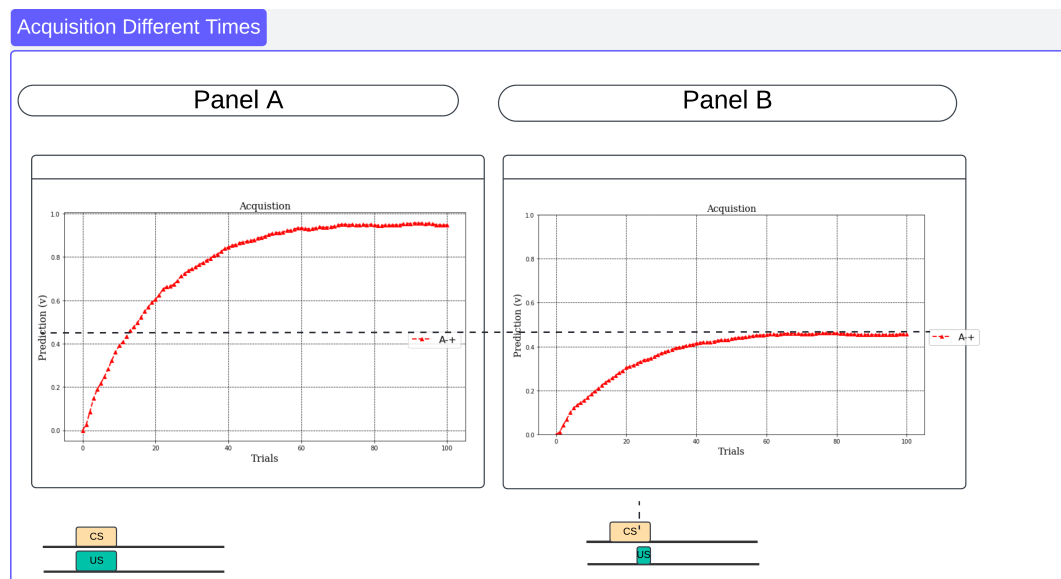 Acquisition Different Times
Panel A
Panel B
Acquistion
1.0
0.8
0.6
0.4
0.2
0.0
Prediction (v)
0 20 40 60 80 100
Trials
A-+
Acquistion
1.0
0.8
0.6
0.4
0.2
0.0
Prediction (v)
0 20 40 60 80 100
Trials
A-+
CS
US
CS
US